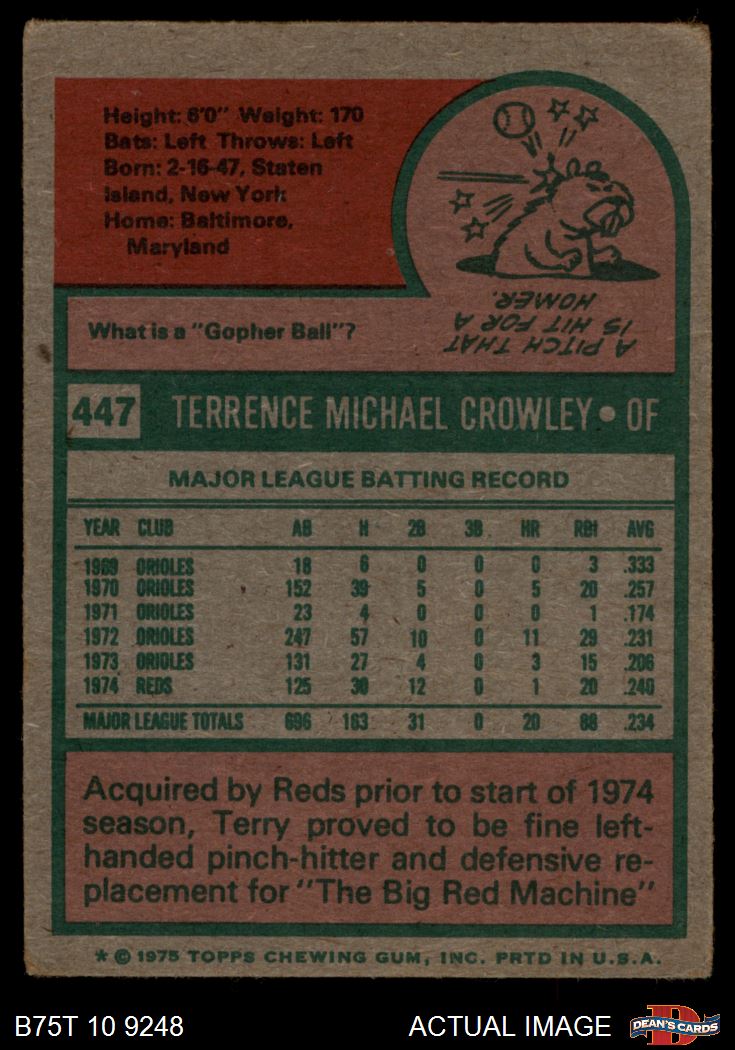 Height: 6'0" Weight: 170
Bats: Left Throws: Left
Born: 2-16-47, Staten
Island, New York
Home: Baltimore,
Maryland
What is a "Gopher Ball"?
A PITCH THAT
IS HIT FOR A
HOMER.
447 TERRENCE MICHAEL CROWLEY • OF
MAJOR LEAGUE BATTING RECORD
YEAR CLUB AB H 2B 3B HR RBI AVG
1969 ORIOLES 18 6 0 0 0 3 .333
1970 ORIOLES 152 39 5 0 5 20 .257
1971 ORIOLES 23 4 0 0 0 1 .174
1972 ORIOLES 247 57 10 0 11 29 .231
1973 ORIOLES 131 27 4 0 3 15 .206
1974 REDS 125 30 12 0 1 20 .240
MAJOR LEAGUE TOTALS 696 163 31 0 20 88 .234
Acquired by Reds prior to start of 1974
season, Terry proved to be fine left-
handed pinch-hitter and defensive re-
placement for "The Big Red Machine"
* © 1975 TOPPS CHEWING GUM, INC. PRTD IN U.S.A.
B75T 10 9248 ACTUAL IMAGE DEAN'S CARDS